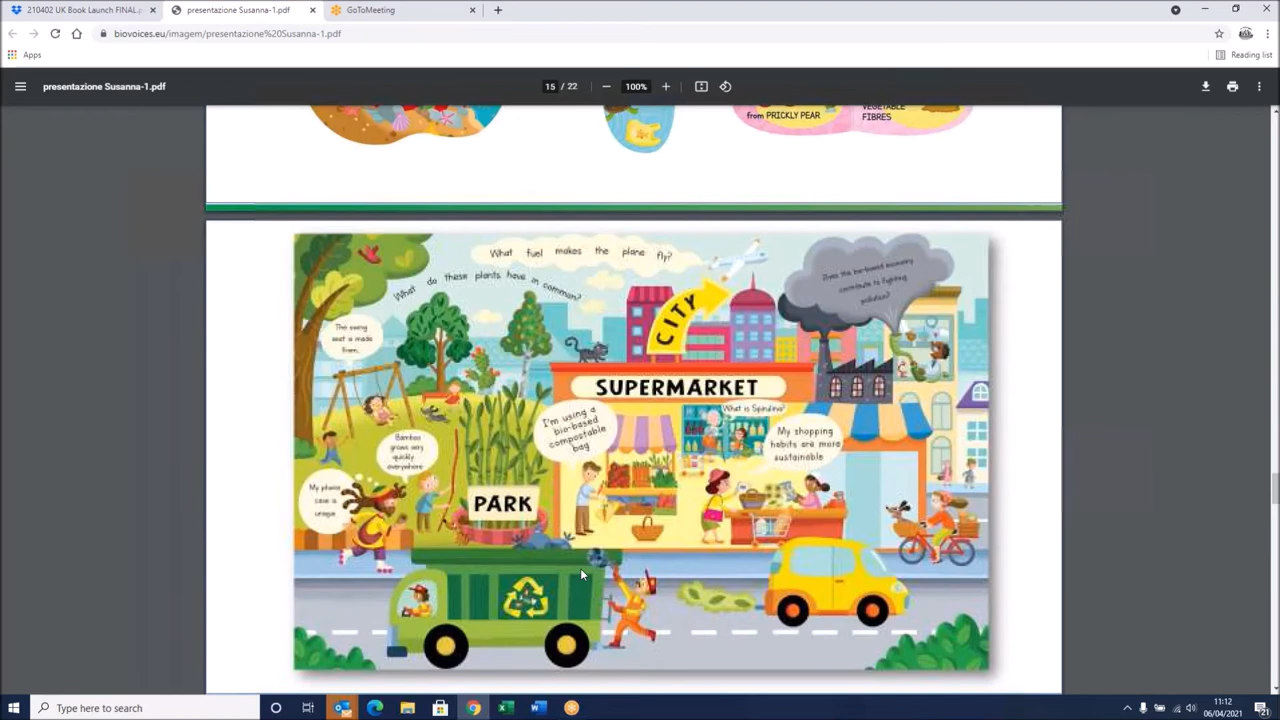 210402 UK Book Launch FINAL.p
presentazione Susanna-1.pdf
GoToMeeting
biovoices.eu/imagem/presentazione%20Susanna-1.pdf
Apps
Reading list
presentazione Susanna-1.pdf
15 / 22
100%
from PRICKLY PEAR
VEGETABLE
FIBRES
What fuel makes the plane fly?
What do these plants have in common?
Does the bio-based economy
contribute to fighting
pollution?
The swing
seat is made
from...
CITY
SUPERMARKET
I'm using a
bio-based
compostable
bag
What is Spirulina?
My shopping
habits are more
sustainable
Bamboo
grows very
quickly
everywhere
My phone
case is
unique
PARK
Type here to search
11:12
06/04/2021
21